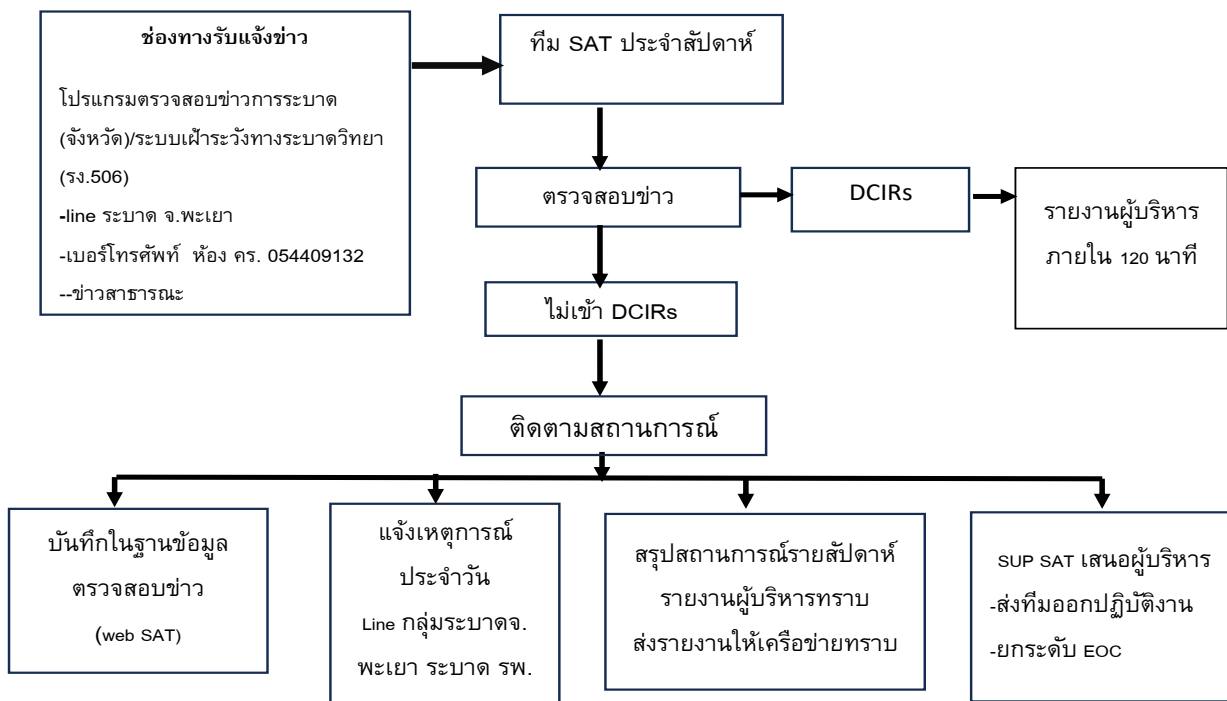 ช่องทางรับแจ้งข่าว
โปรแกรมตรวจสอบข่าวการระบาด
(จังหวัด)/ระบบเฝ้าระวังทางระบาดวิทยา
(รง.506)
-line ระบาด จ.พะเยา
-เบอร์โทรศัพท์ ห้อง คร. 054409132
--ข่าวสาธารณะ
ทีม SAT ประจำสัปดาห์
ตรวจสอบข่าว
DCIRs
รายงานผู้บริหาร
ภายใน 120 นาที
ไม่เข้า DCIRs
ติดตามสถานการณ์
บันทึกในฐานข้อมูล
ตรวจสอบข่าว
(web SAT)
แจ้งเหตุการณ์
ประจำวัน
Line กลุ่มระบาดจ.
พะเยา ระบาด รพ.
สรุปสถานการณ์รายสัปดาห์
รายงานผู้บริหารทราบ
ส่งรายงานให้เครือข่ายทราบ
SUP SAT เสนอผู้บริหาร
-ส่งทีมออกปฏิบัติงาน
-ยกระดับ EOC